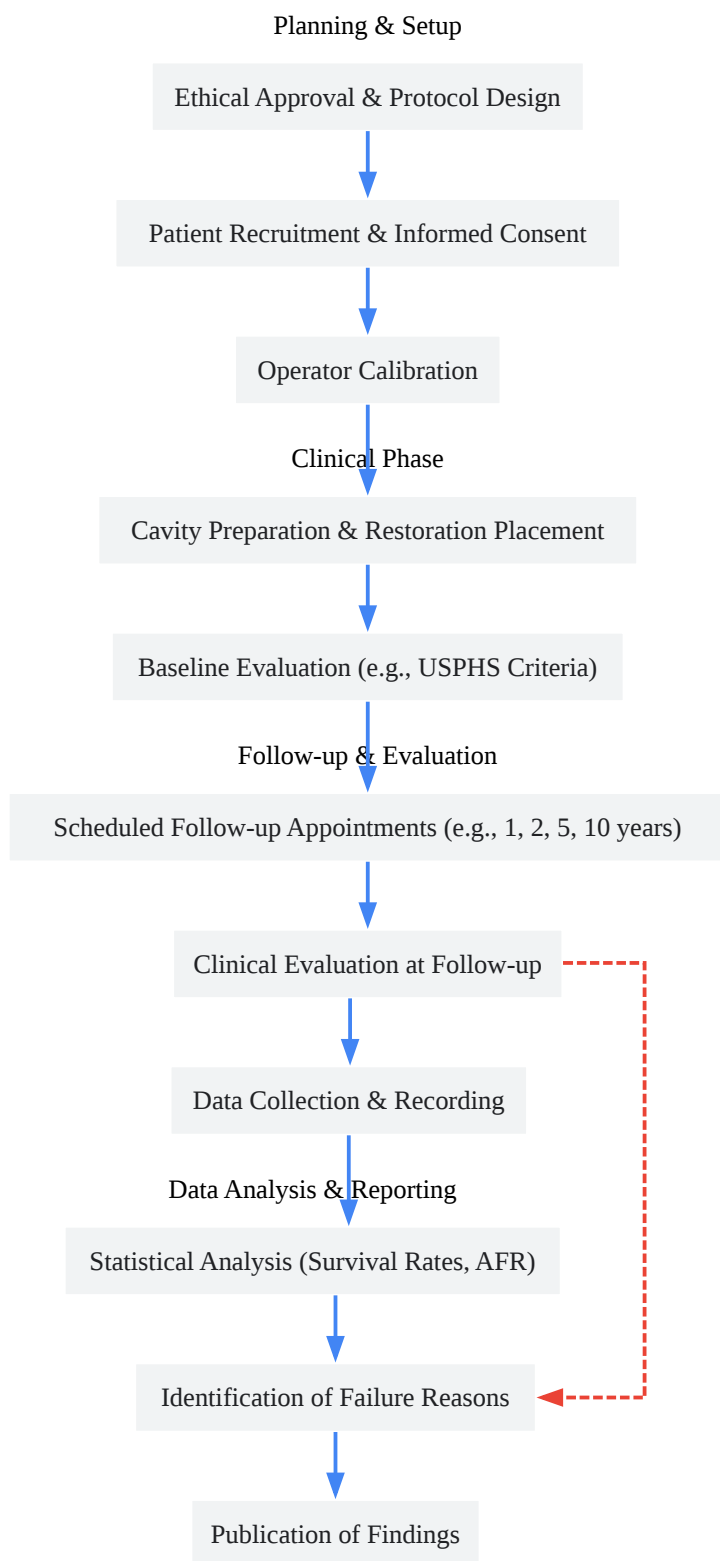 Planning & Setup
Ethical Approval & Protocol Design
Patient Recruitment & Informed Consent
Operator Calibration
Clinical Phase
Cavity Preparation & Restoration Placement
Baseline Evaluation (e.g., USPHS Criteria)
Follow-up & Evaluation
Scheduled Follow-up Appointments (e.g., 1, 2, 5, 10 years)
Clinical Evaluation at Follow-up
Data Collection & Recording
Data Analysis & Reporting
Statistical Analysis (Survival Rates, AFR)
Identification of Failure Reasons
Publication of Findings